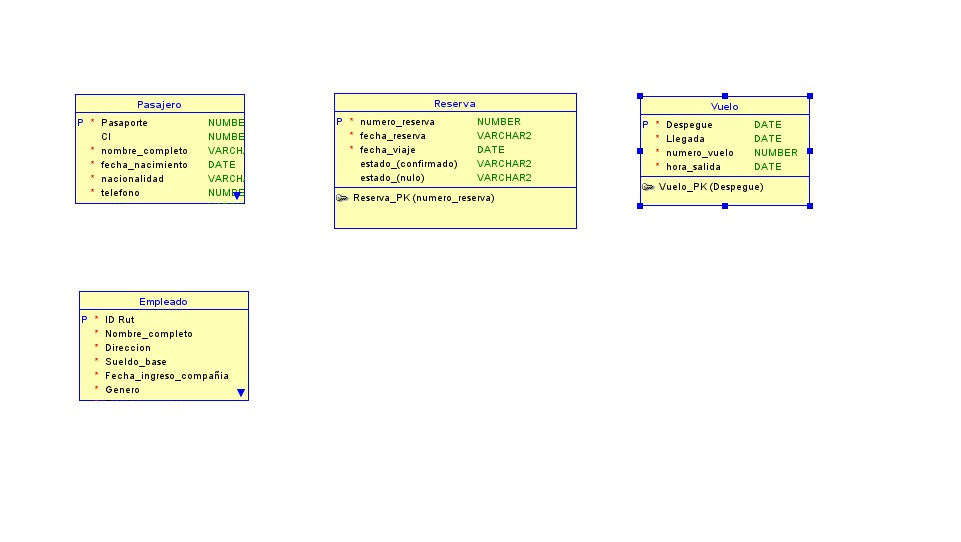 Pasajero
P * Pasaporte NUMBE
CI NUMBE
* nombre_completo VARCH
* fecha_nacimiento DATE
* nacionalidad VARCH
* telefono NUMBE
Reserva
P * numero_reserva NUMBER
* fecha_reserva VARCHAR2
* fecha_viaje DATE
estado_(confirmado) VARCHAR2
estado_(nulo) VARCHAR2
Reserva_PK (numero_reserva)
Vuelo
P * Despegue DATE
* Llegada DATE
* numero_vuelo NUMBER
* hora_salida DATE
Vuelo_PK (Despegue)
Empleado
P * ID Rut
* Nombre_completo
* Direccion
* Sueldo_base
* Fecha_ingreso_compañia
* Genero